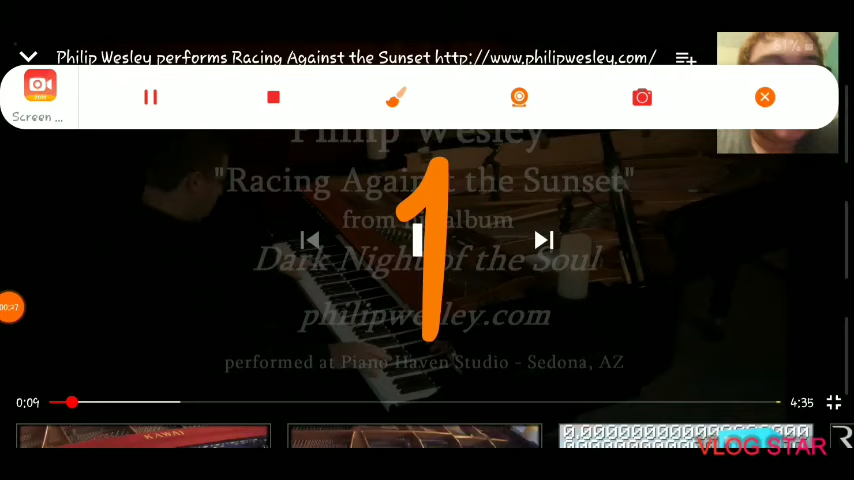 Philip Wesley performs Racing Against the Sunset http://www.philipwesley.com/
61%
Screen ...
Philip Wesley
"Racing Against the Sunset"
from album
Dark Night of the Soul
philipwesley.com
performed at Piano Haven Studio - Sedona, AZ
1
0:09
4:35
KAWAI
VLOG STAR